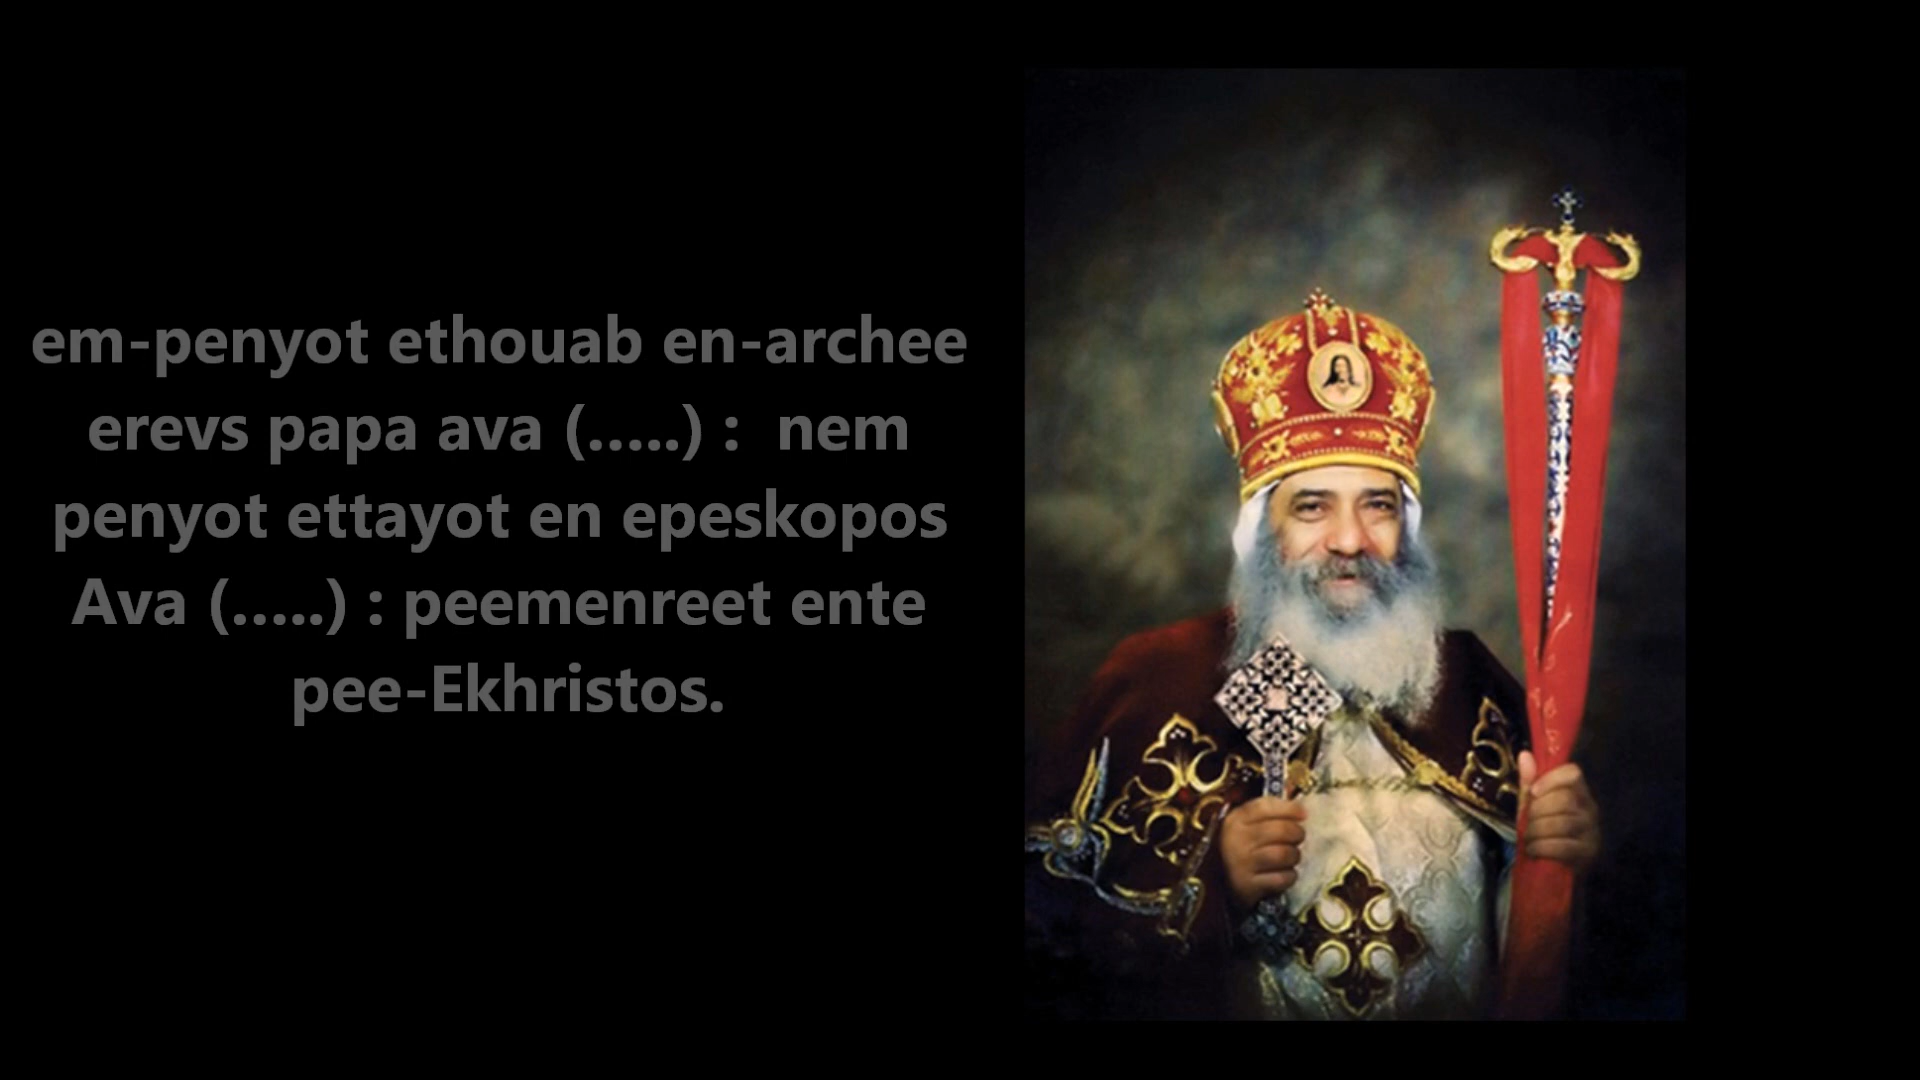 em-penyot ethouab en-archee
erevs papa ava (.....) :  nem
penyot ettayot en epeskopos
Ava (.....) : peemenreet ente
pee-Ekhristos.